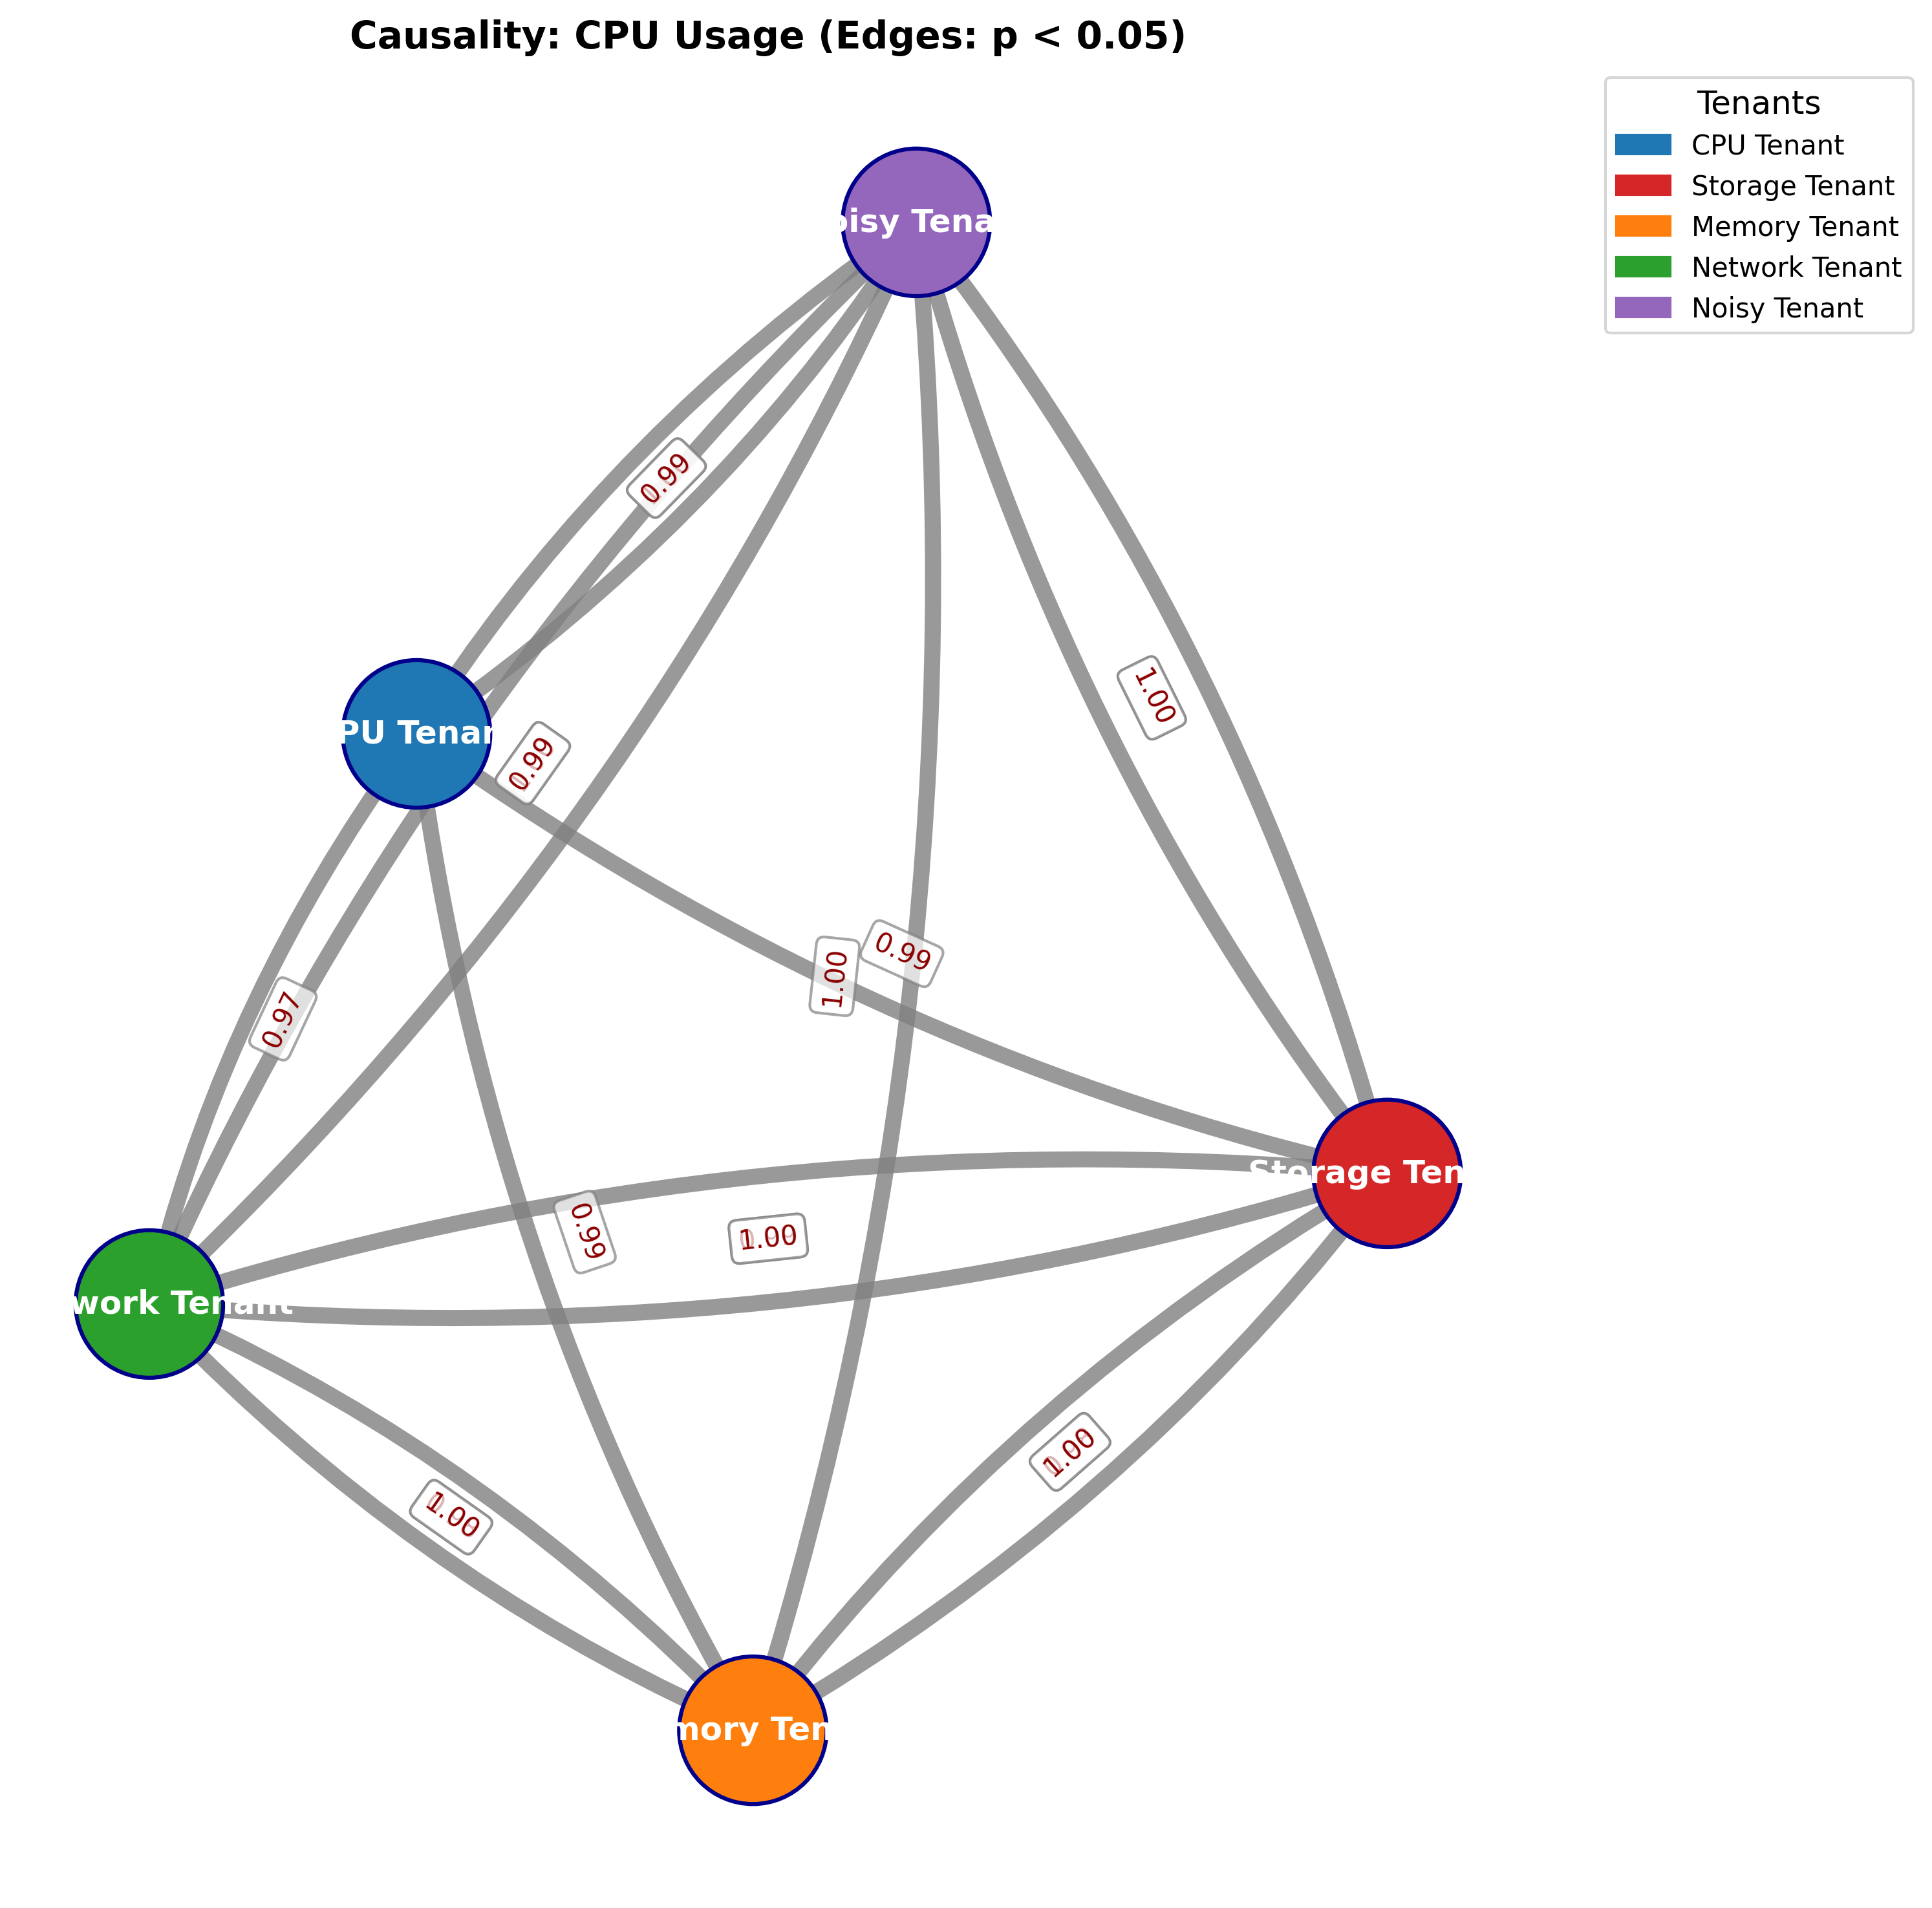 Causality: CPU Usage (Edges: p < 0.05)
Tenants
CPU Tenant
Storage Tenant
Memory Tenant
Network Tenant
Noisy Tenant
oisy Tena
0.99
1.00
PU Tenan
0.99
0.99
1.00
0.97
Storage Ten
0.99
1.00
work Tenant
1.00
1.00
mory Ten